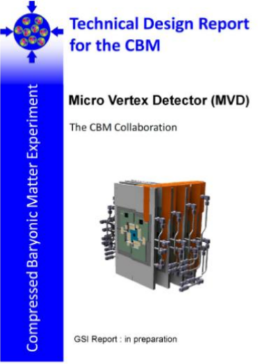 Technical Design Report
for the CBM
Micro Vertex Detector (MVD)
The CBM Collaboration
Compressed Baryonic Matter Experiment
GSI Report : in preparation